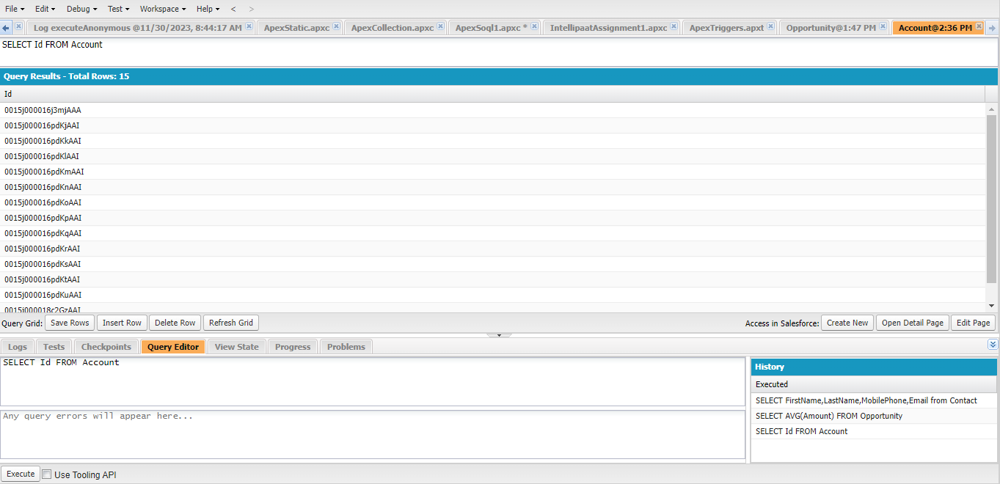 File Edit Debug Test Workspace Help < >
Log executeAnonymous @11/30/2023, 8:44:17 AM ApexStatic.apxc ApexCollection.apxc ApexSoql1.apxc * IntellipaatAssignment1.apxc ApexTriggers.apxt Opportunity@1:47 PM Account@2:36 PM
SELECT Id FROM Account
Query Results - Total Rows: 15
Id
0015j000016j3mjAAA
0015j000016pdKjAAI
0015j000016pdKkAAI
0015j000016pdKlAAI
0015j000016pdKmAAI
0015j000016pdKnAAI
0015j000016pdKoAAI
0015j000016pdKpAAI
0015j000016pdKqAAI
0015j000016pdKrAAI
0015j000016pdKsAAI
0015j000016pdKtAAI
0015j000016pdKuAAI
0015j000018c2GzAAI
Query Grid: Save Rows Insert Row Delete Row Refresh Grid Access in Salesforce: Create New Open Detail Page Edit Page
Logs Tests Checkpoints Query Editor View State Progress Problems
SELECT Id FROM Account
Any query errors will appear here...
History
Executed
SELECT FirstName,LastName,MobilePhone,Email from Contact
SELECT AVG(Amount) FROM Opportunity
SELECT Id FROM Account
Execute Use Tooling API